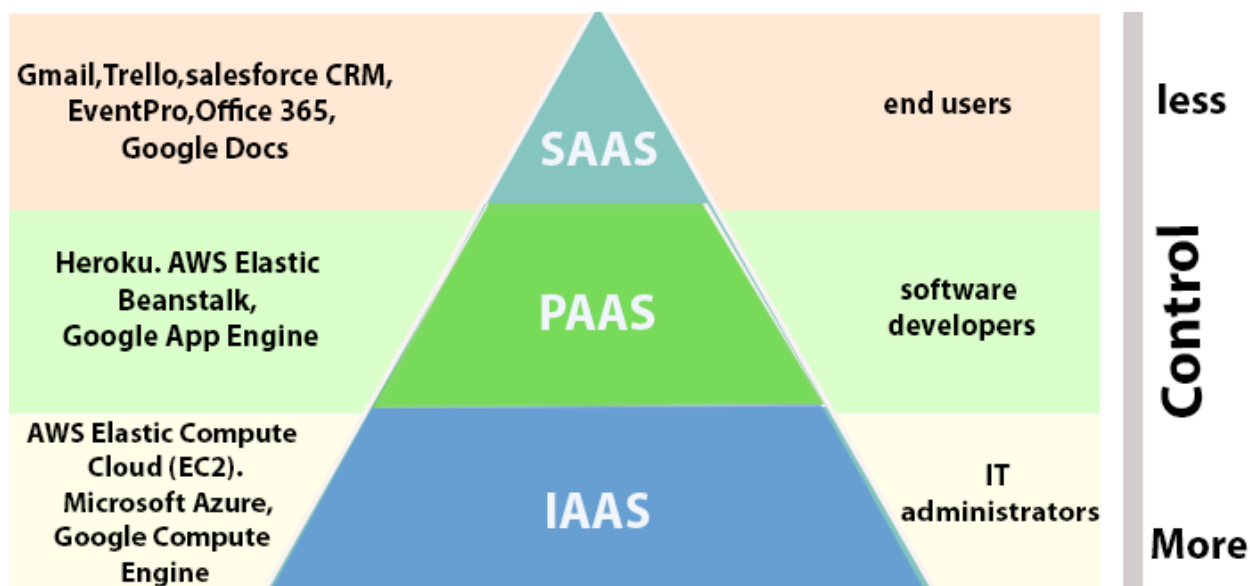 Gmail,Trello,salesforce CRM,
EventPro,Office 365,
Google Docs
SAAS
end users
less
Heroku. AWS Elastic
Beanstalk,
Google App Engine
PAAS
software
developers
Control
AWS Elastic Compute
Cloud (EC2).
Microsoft Azure,
Google Compute
Engine
IAAS
IT
administrators
More